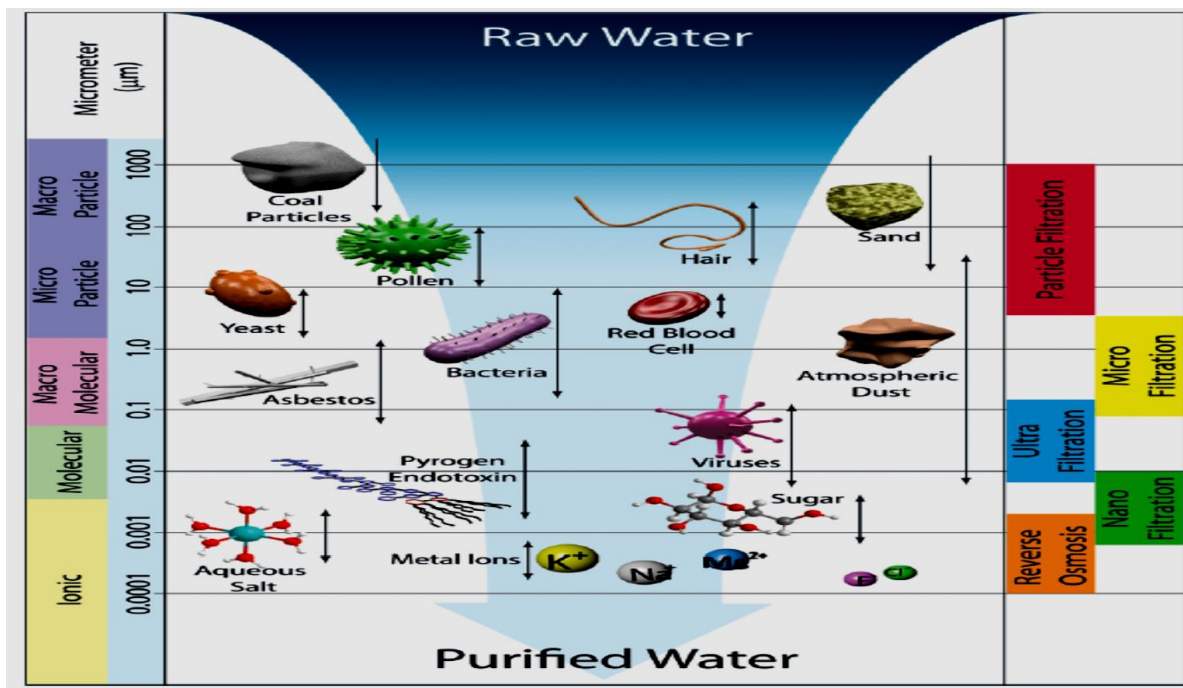 Raw Water
Micrometer
(µm)
Macro
Particle
Micro
Particle
Macro
Molecular
Molecular
Ionic
1000
100
10
1.0
0.1
0.01
0.001
0.0001
Coal
Particles
Pollen
Hair
Sand
Yeast
Bacteria
Red Blood
Cell
Asbestos
Atmospheric
Dust
Pyrogen
Endotoxin
Viruses
Sugar
Aqueous
Salt
Metal Ions
K+
Na+
F
Particle Filtration
Micro
Filtration
Ultra
Filtration
Nano
Filtration
Reverse
Osmosis
Purified Water